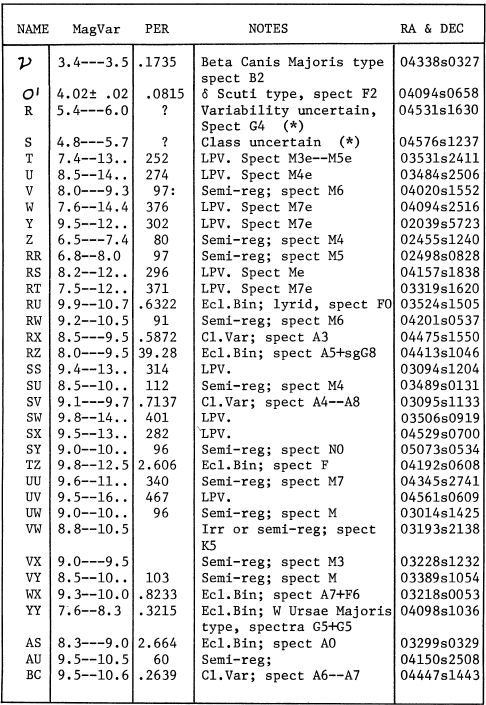 NAME MagVar PER NOTES RA & DEC
ν 3.4---3.5 .1735 Beta Canis Majoris type 04338s0327
spect B2
ο' 4.02± .02 .0815 δ Scuti type, spect F2 04094s0658
R 5.4---6.0 ? Variability uncertain, 04531s1630
Spect G4 (*)
S 4.8---5.7 ? Class uncertain (*) 04576s1237
T 7.4--13.. 252 LPV. Spect M3e--M5e 03531s2411
U 8.5--14.. 274 LPV. Spect M4e 03484s2506
V 8.0---9.3 97: Semi-reg; spect M6 04020s1552
W 7.6--14.4 376 LPV. Spect M7e 04094s2516
Y 9.5--12.. 302 LPV. Spect M7e 02039s5723
Z 6.5---7.4 80 Semi-reg; spect M4 02455s1240
RR 6.8--8.0 97 Semi-reg; spect M5 02498s0828
RS 8.2--12.. 296 LPV. Spect Me 04157s1838
RT 7.5--12.. 371 LPV. Spect M7e 03319s1620
RU 9.9--10.7 .6322 Ecl.Bin; lyrid, spect F0 03524s1505
RW 9.2--10.5 91 Semi-reg; spect M6 04201s0537
RX 8.5---9.5 .5872 Cl.Var; spect A3 04475s1550
RZ 8.0---9.5 39.28 Ecl.Bin; spect A5+sgG8 04413s1046
SS 9.4--13.. 314 LPV. 03094s1204
SU 8.5--10.. 112 Semi-reg; spect M4 03489s0131
SV 9.1---9.7 .7137 Cl.Var; spect A4--A8 03095s1133
SW 9.8--14.. 401 LPV. 03506s0919
SX 9.5--13.. 282 LPV. 04529s0700
SY 9.0--10.. 96 Semi-reg; spect N0 05073s0534
TZ 9.8--12.5 2.606 Ecl.Bin; spect F 04192s0608
UU 9.6--11.. 340 Semi-reg; spect M7 04345s2741
UV 9.5--16.. 467 LPV. 04561s0609
UW 9.0--10.. 96 Semi-reg; spect M 03014s1425
VW 8.8--10.5 Irr or semi-reg; spect 03193s2138
K5
VX 9.0---9.5 Semi-reg; spect M3 03228s1232
VY 8.5--10.. 103 Semi-reg; spect M 03389s1054
WX 9.3--10.0 .8233 Ecl.Bin; spect A7+F6 03218s0053
YY 7.6--8.3 .3215 Ecl.Bin; W Ursae Majoris 04098s1036
type, spectra G5+G5
AS 8.3---9.0 2.664 Ecl.Bin; spect A0 03299s0329
AU 9.5--10.5 60 Semi-reg; 04150s2508
BC 9.5--10.6 .2639 Cl.Var; spect A6--A7 04447s1443